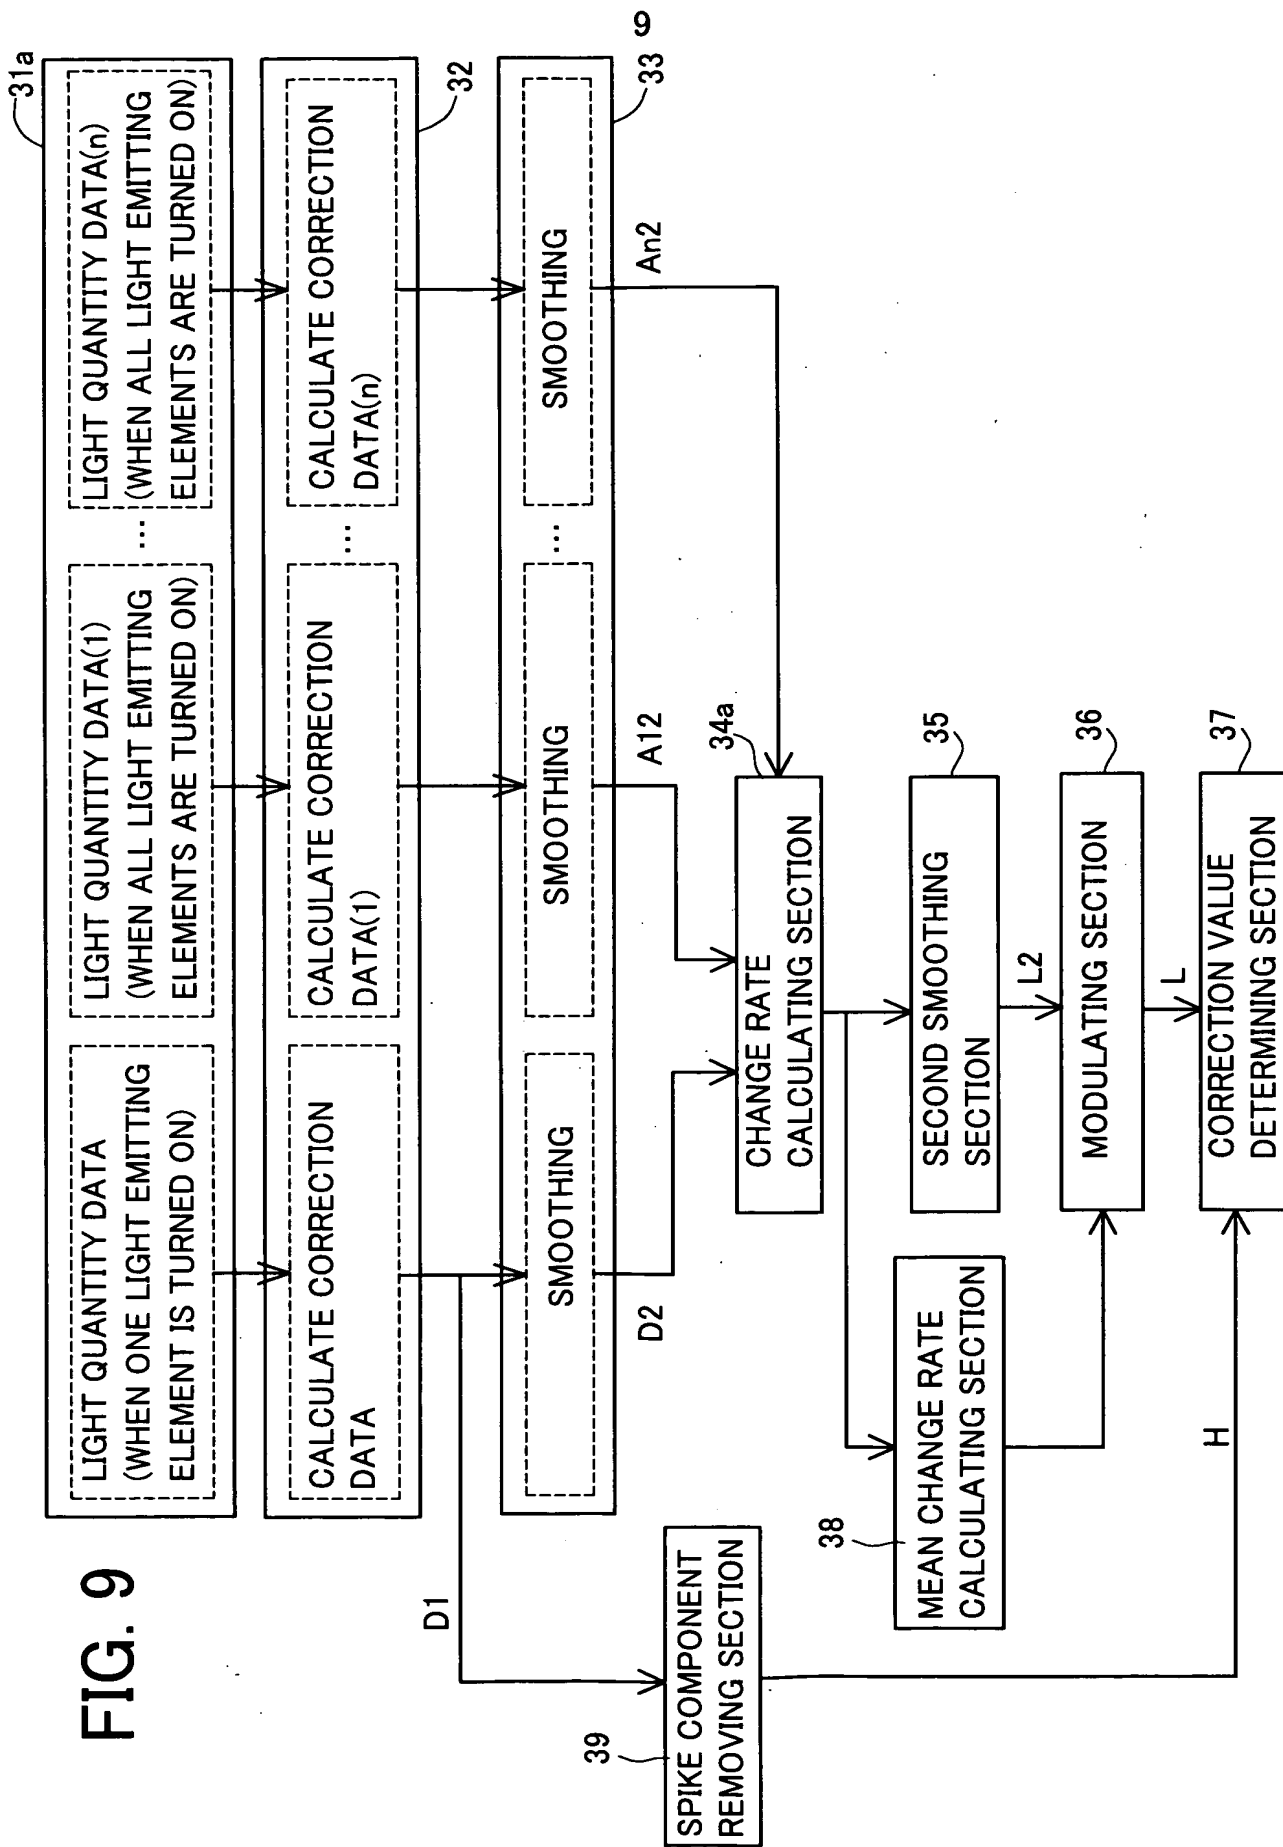 9
FIG. 9
31a
LIGHT QUANTITY DATA
(WHEN ONE LIGHT EMITTING
ELEMENT IS TURNED ON)
LIGHT QUANTITY DATA(1)
(WHEN ALL LIGHT EMITTING
ELEMENTS ARE TURNED ON)
...
LIGHT QUANTITY DATA(n)
(WHEN ALL LIGHT EMITTING
ELEMENTS ARE TURNED ON)
32
CALCULATE CORRECTION
DATA
CALCULATE CORRECTION
DATA(1)
...
CALCULATE CORRECTION
DATA(n)
33
SMOOTHING
SMOOTHING
...
SMOOTHING
D1
D2
A12
An2
39
SPIKE COMPONENT
REMOVING SECTION
34a
CHANGE RATE
CALCULATING SECTION
38
MEAN CHANGE RATE
CALCULATING SECTION
35
SECOND SMOOTHING
SECTION
L2
36
MODULATING SECTION
L
H
37
CORRECTION VALUE
DETERMINING SECTION